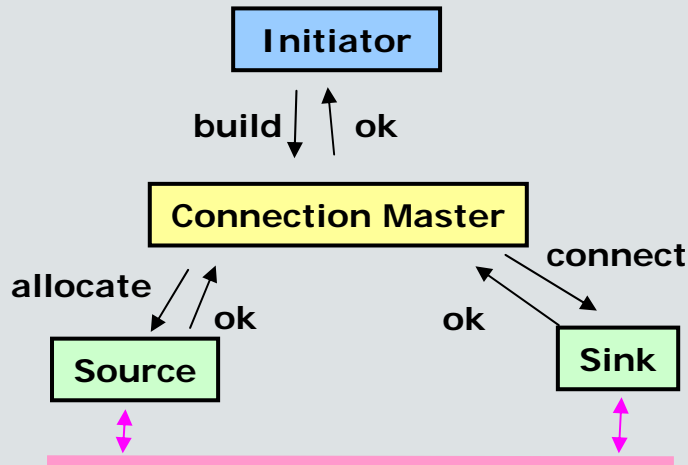 Initiator
build ok
Connection Master
connect
allocate
ok ok
Source Sink